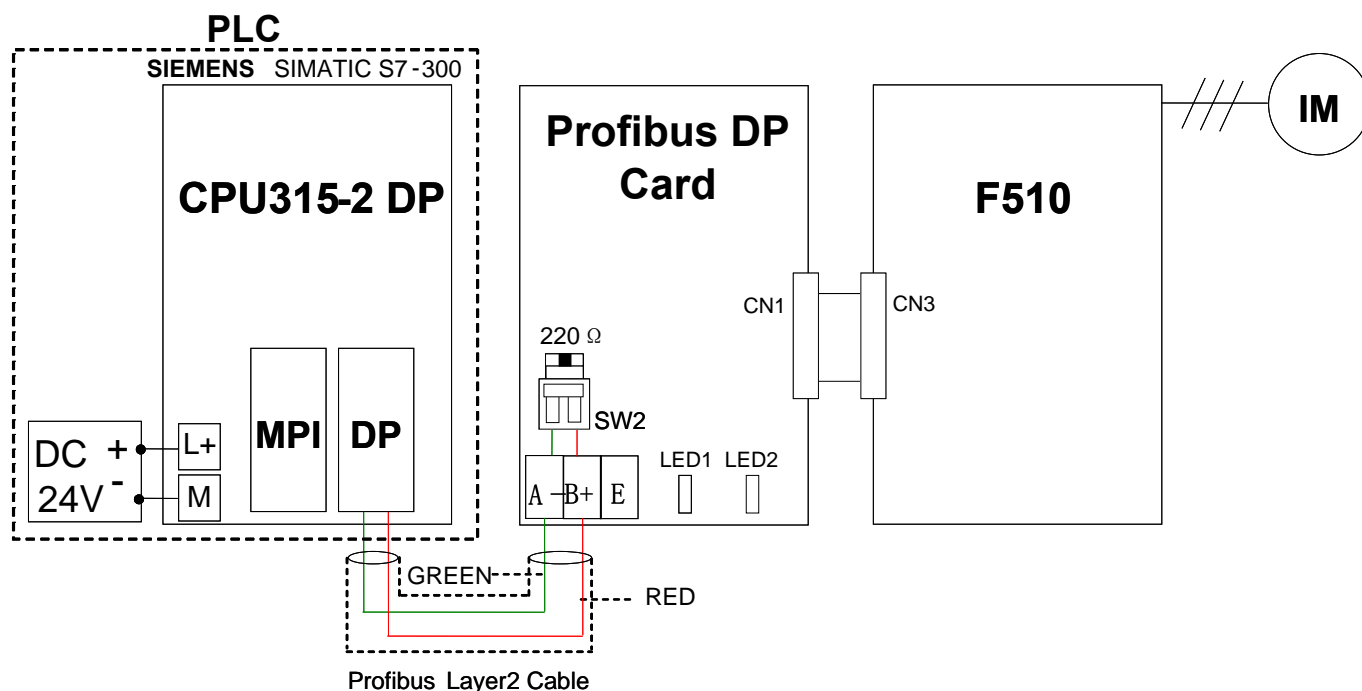 PLC
SIEMENS SIMATIC S7-300
CPU315-2 DP
MPI
DP
DC +
24V -
L+
M
Profibus DP
Card
220 Ω
SW2
A -
B+
E
LED1
LED2
CN1
CN3
F510
IM
GREEN
RED
Profibus Layer2 Cable